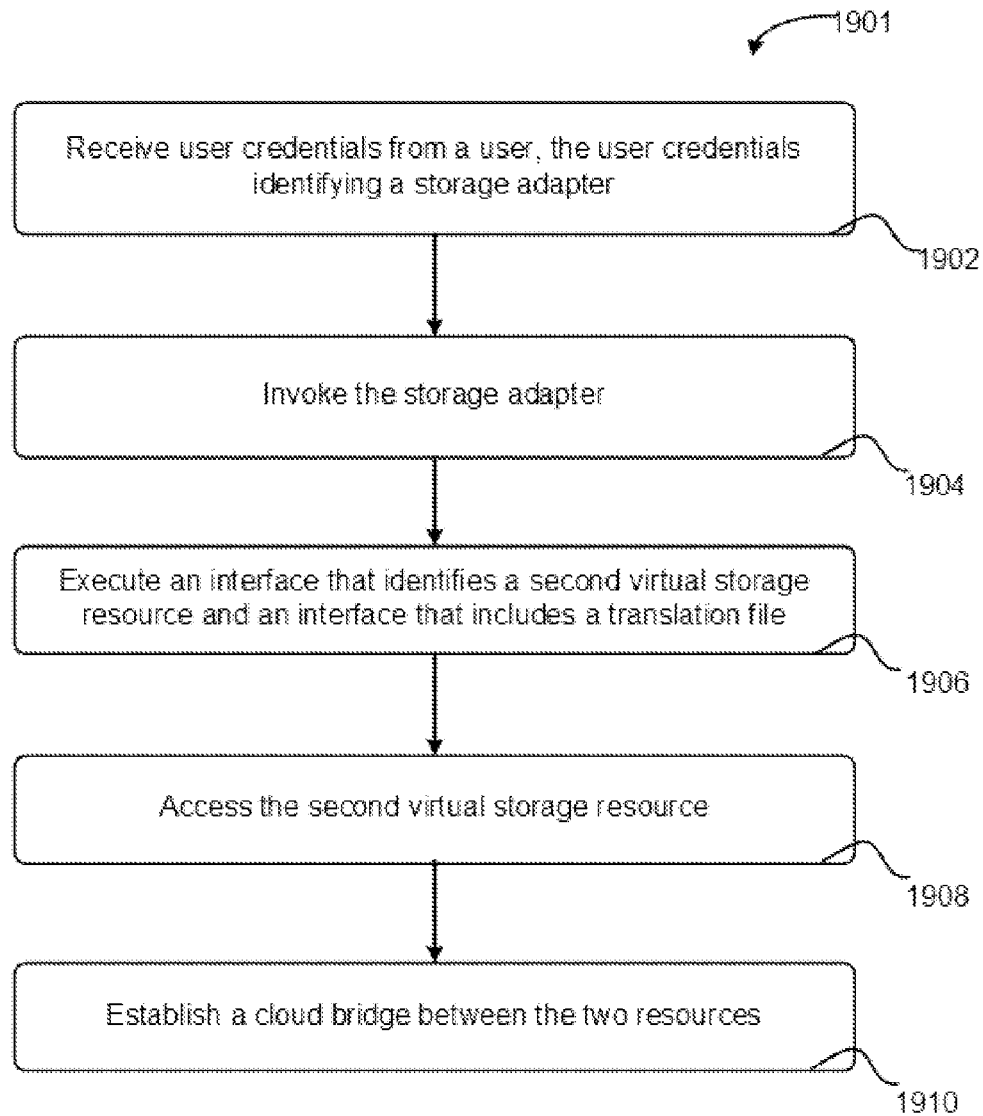 1901
Receive user credentials from a user, the user credentials
identifying a storage adapter
1902
Invoke the storage adapter
1904
Execute an interface that identifies a second virtual storage
resource and an interface that includes a translation file
1906
Access the second virtual storage resource
1908
Establish a cloud bridge between the two resources
1910